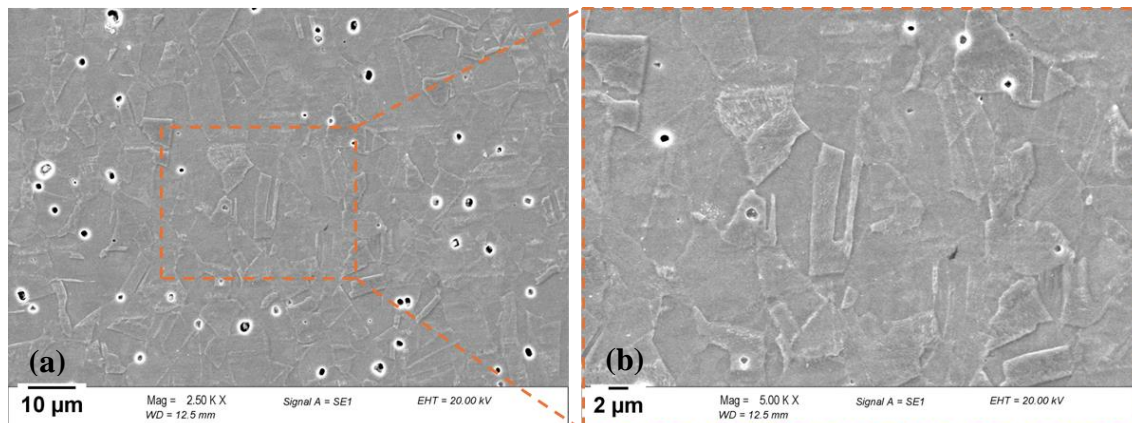 (a)
10 µm
Mag = 2.50 K X
WD = 12.5 mm
Signal A = SE1
EHT = 20.00 kV
(b)
2 µm
Mag = 5.00 K X
WD = 12.5 mm
Signal A = SE1
EHT = 20.00 kV